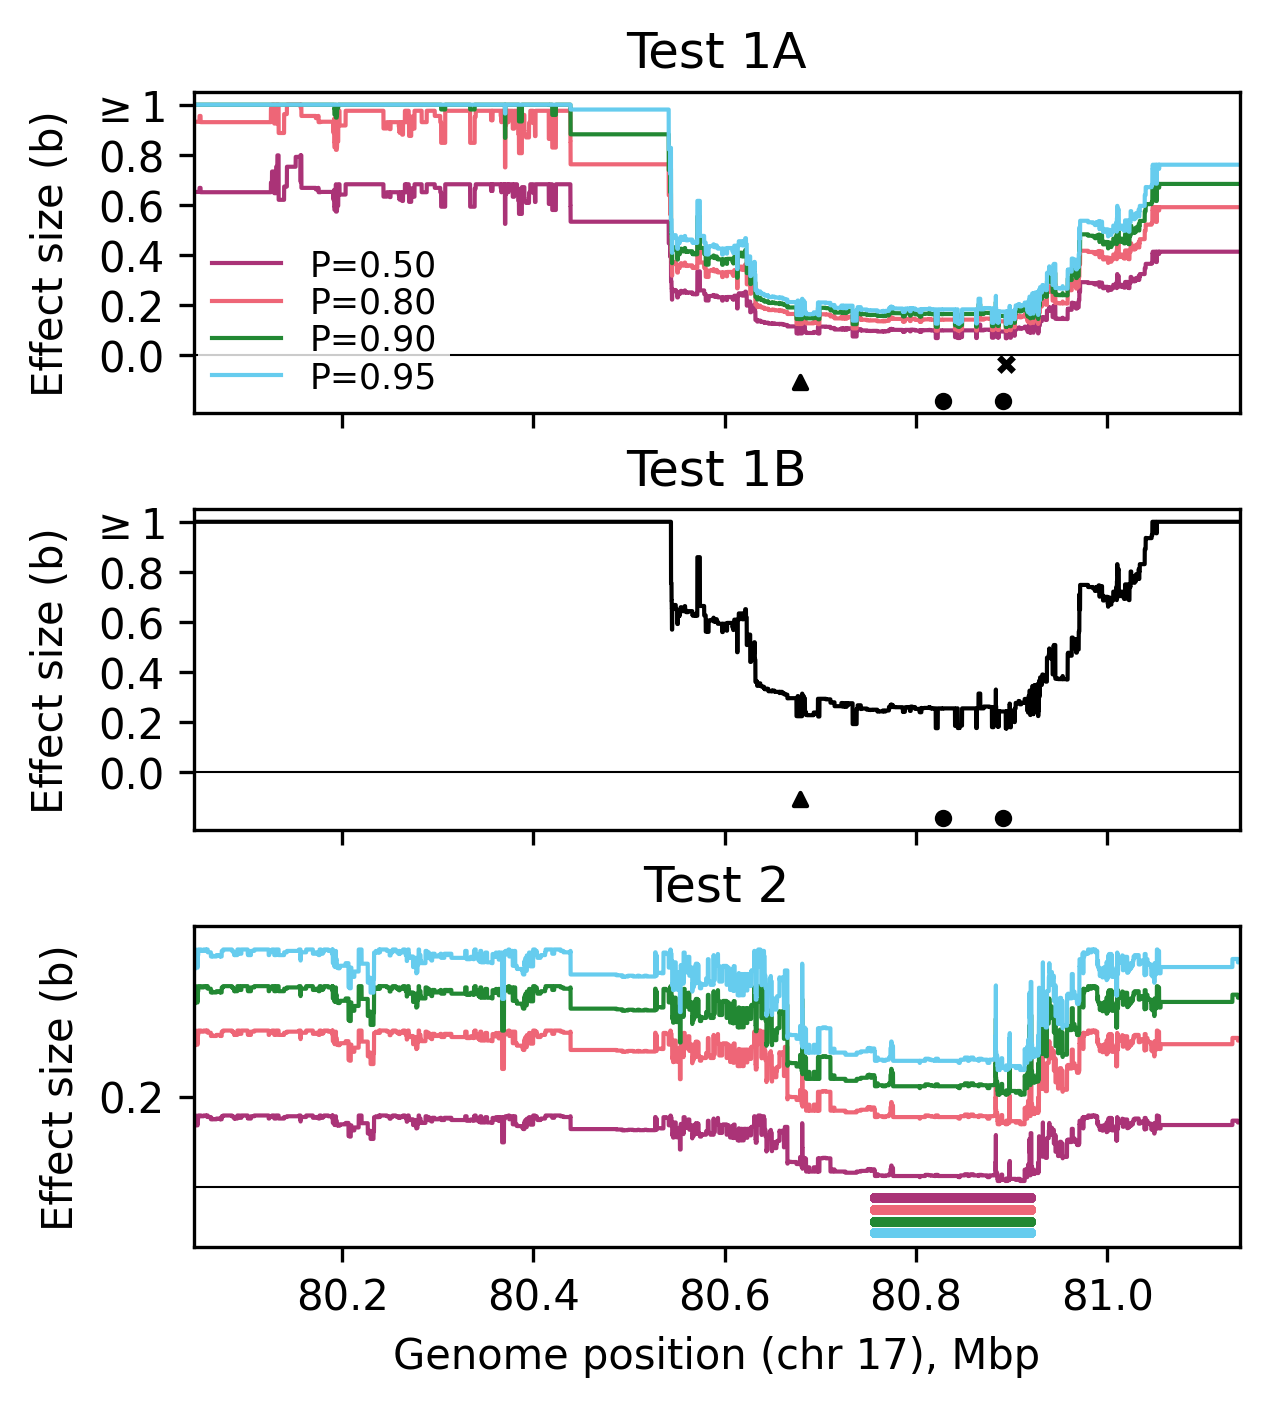 Test 1A
Effect size (b)
≥ 1
0.8
0.6
0.4
0.2
0.0
P=0.50
P=0.80
P=0.90
P=0.95
Test 1B
Effect size (b)
≥ 1
0.8
0.6
0.4
0.2
0.0
Test 2
Effect size (b)
0.2
80.2 80.4 80.6 80.8 81.0
Genome position (chr 17), Mbp